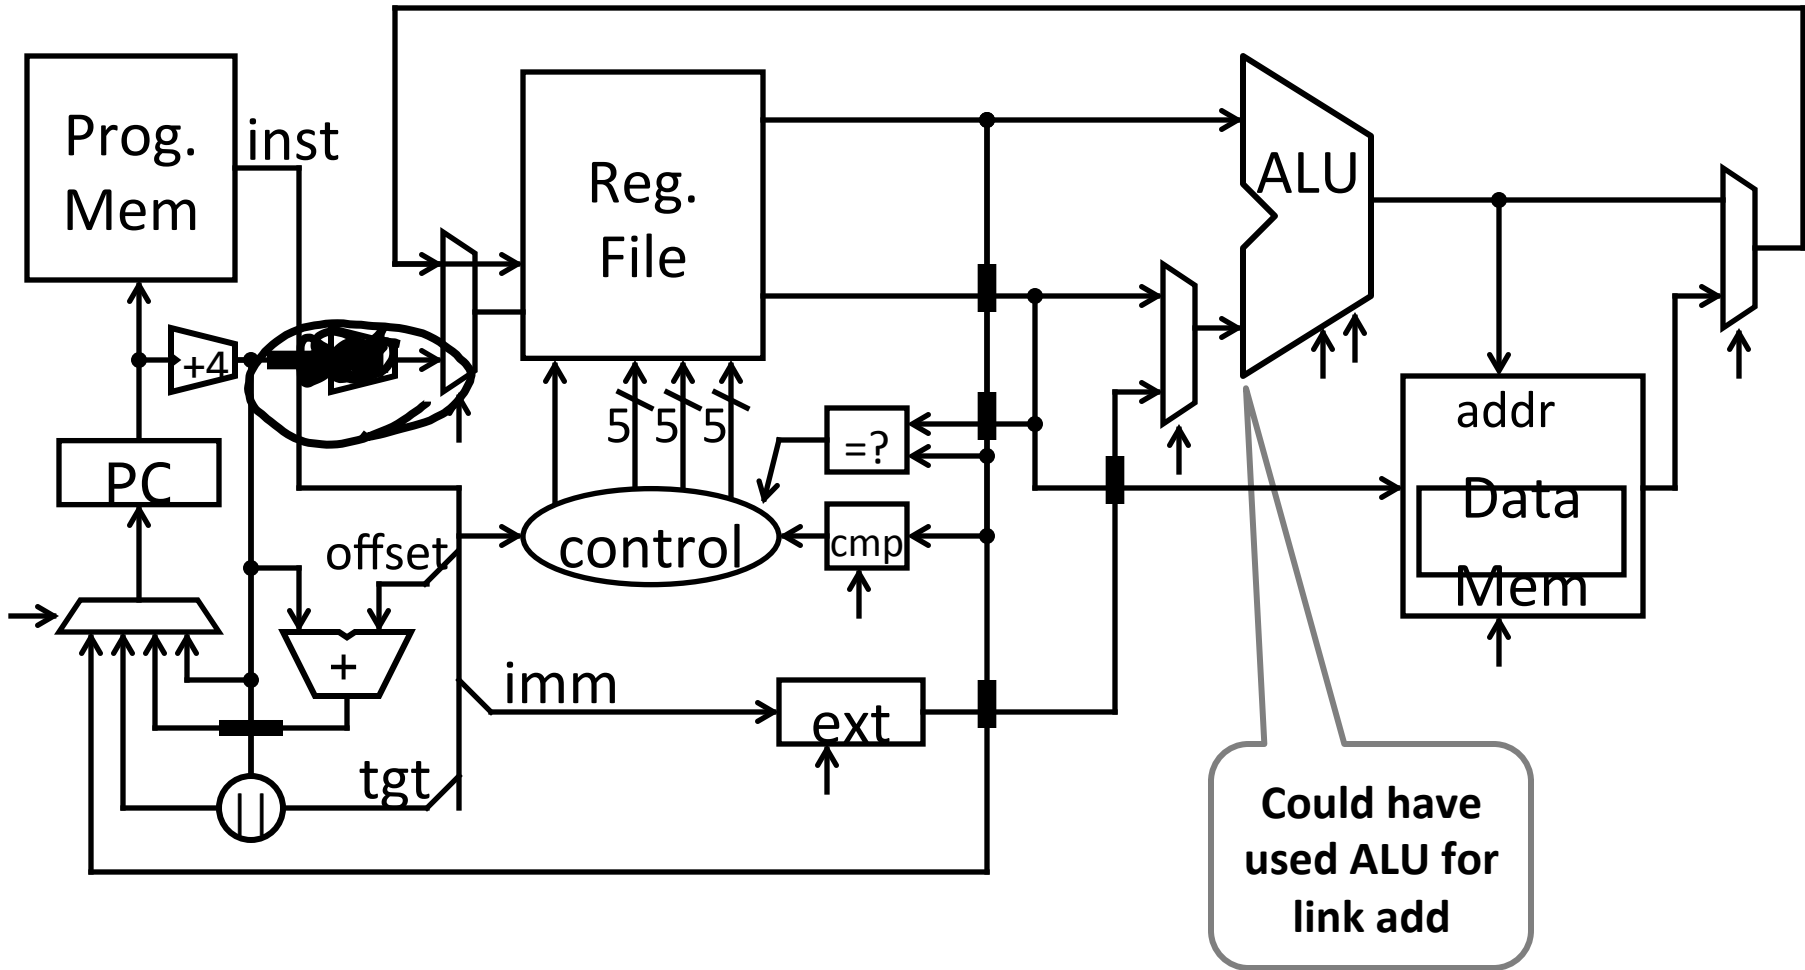 Prog.
Mem
inst
Reg.
File
ALU
+4
PC
5
5
5
=?
addr
Data
Mem
offset
control
cmp
+
imm
ext
tgt
||
Could have
used ALU for
link add